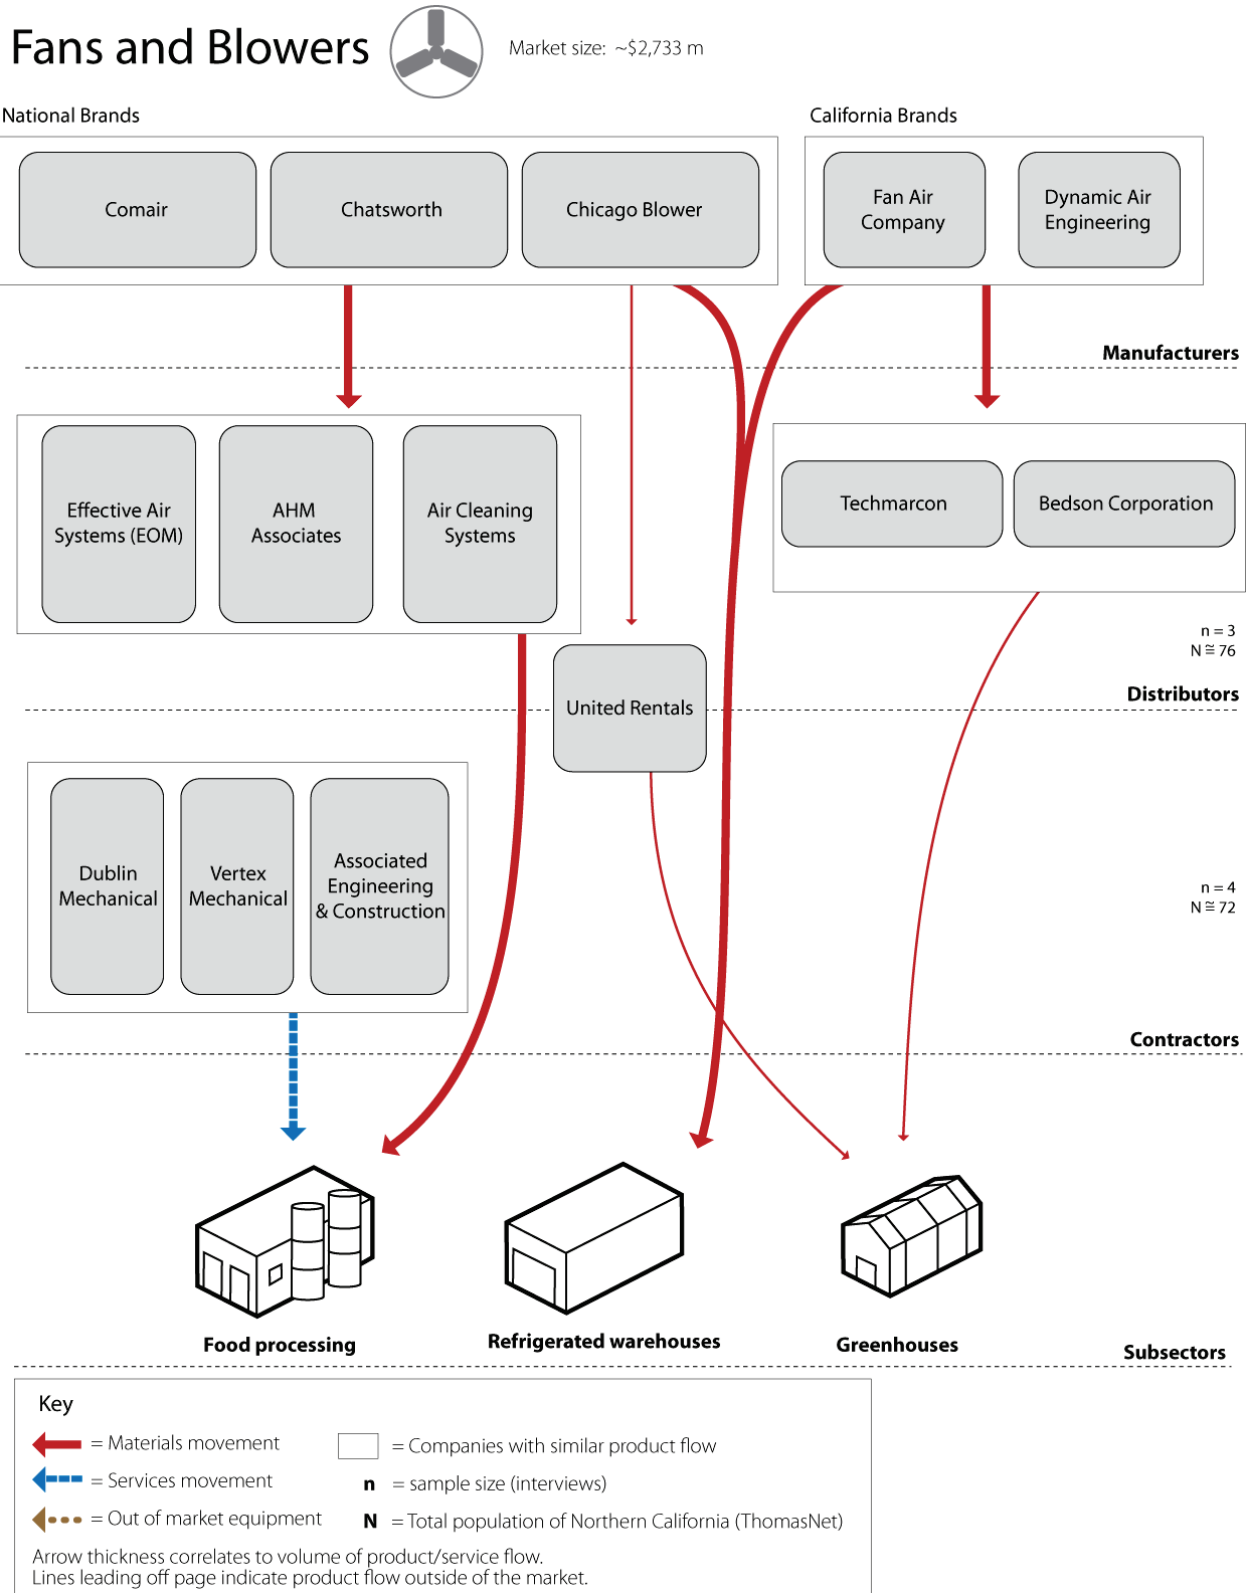 Fans and Blowers
Market size: ~$2,733 m
National Brands
California Brands
Comair
Chatsworth
Chicago Blower
Fan Air
Company
Dynamic Air
Engineering
Manufacturers
Effective Air
Systems (EOM)
AHM
Associates
Air Cleaning
Systems
Techmarcon
Bedson Corporation
n = 3
N ≅ 76
Distributors
United Rentals
Dublin
Mechanical
Vertex
Mechanical
Associated
Engineering
& Construction
n = 4
N ≅ 72
Contractors
Food processing
Refrigerated warehouses
Greenhouses
Subsectors
Key
= Materials movement
= Companies with similar product flow
= Services movement
n = sample size (interviews)
= Out of market equipment
N = Total population of Northern California (ThomasNet)
Arrow thickness correlates to volume of product/service flow.
Lines leading off page indicate product flow outside of the market.